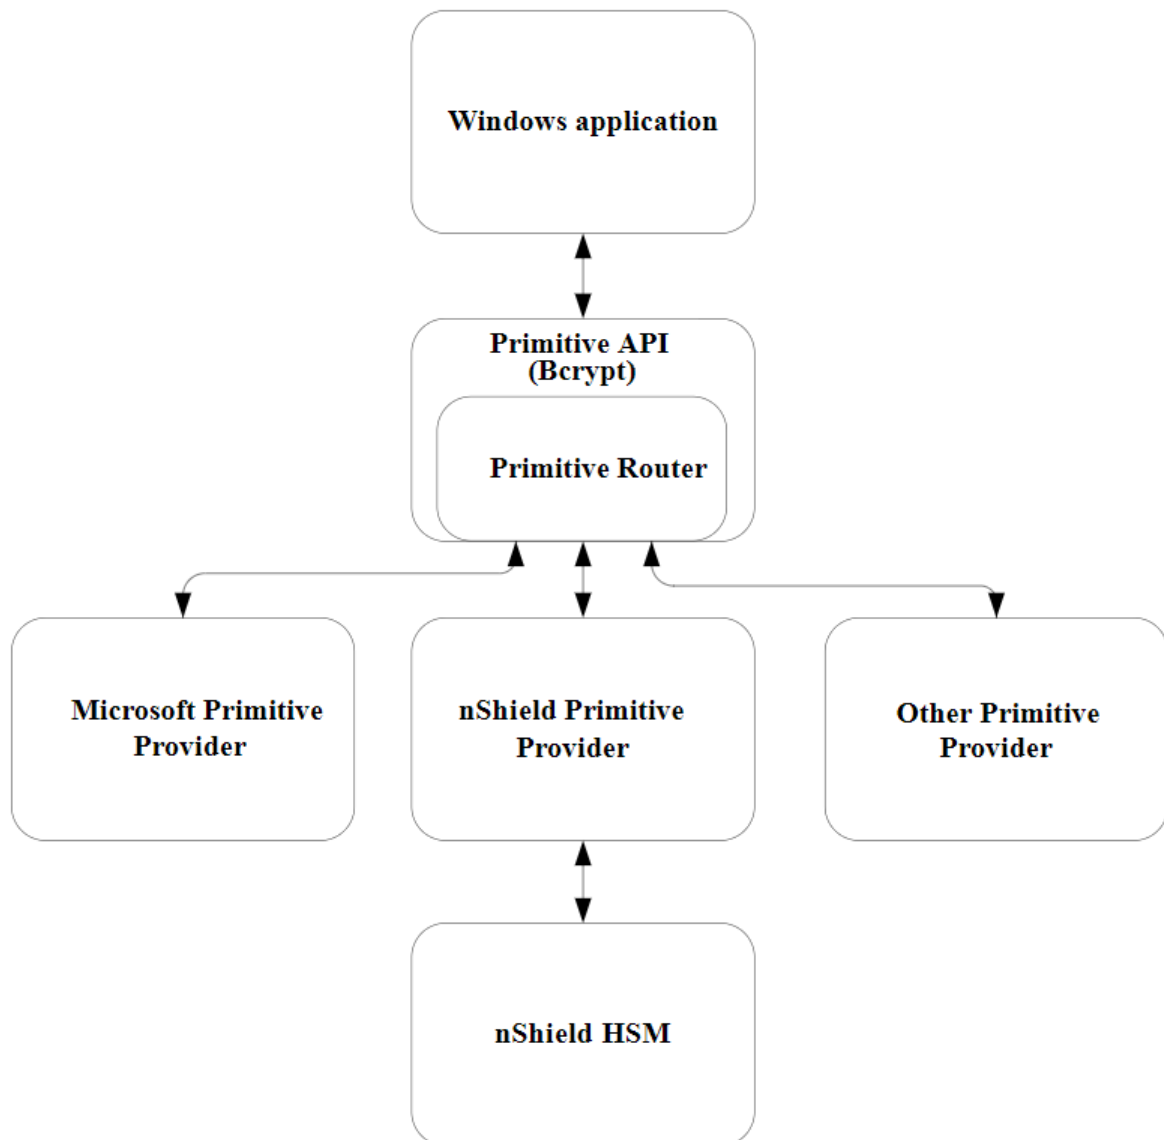 Windows application
Primitive API
(Bcrypt)
Primitive Router
Microsoft Primitive
Provider
nShield Primitive
Provider
Other Primitive
Provider
nShield HSM